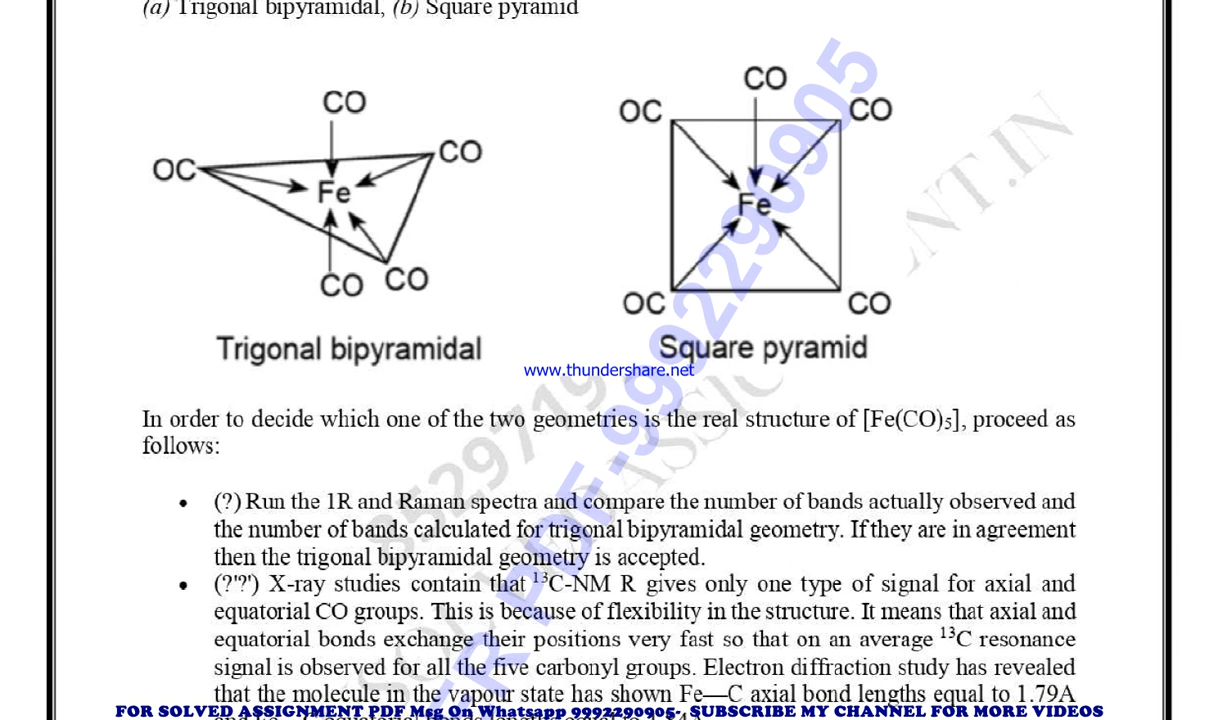 (a) Trigonal bipyramidal, (b) Square pyramid
CO
OC
CO
Fe
CO
CO
Trigonal bipyramidal
CO
OC
CO
Fe
OC
CO
Square pyramid
www.thundershare.net
In order to decide which one of the two geometries is the real structure of [Fe(CO)5], proceed as
follows:
• (?) Run the 1R and Raman spectra and compare the number of bands actually observed and
the number of bands calculated for trigonal bipyramidal geometry. If they are in agreement
then the trigonal bipyramidal geometry is accepted.
• (?'?') X-ray studies contain that 13C-NM R gives only one type of signal for axial and
equatorial CO groups. This is because of flexibility in the structure. It means that axial and
equatorial bonds exchange their positions very fast so that on an average 13C resonance
signal is observed for all the five carbonyl groups. Electron diffraction study has revealed
that the molecule in the vapour state has shown Fe—C axial bond lengths equal to 1.79A
FOR SOLVED ASSIGNMENT PDF Msg On Whatsapp 9992290905-, SUBSCRIBE MY CHANNEL FOR MORE VIDEOS
PDF-9992290905
8529719